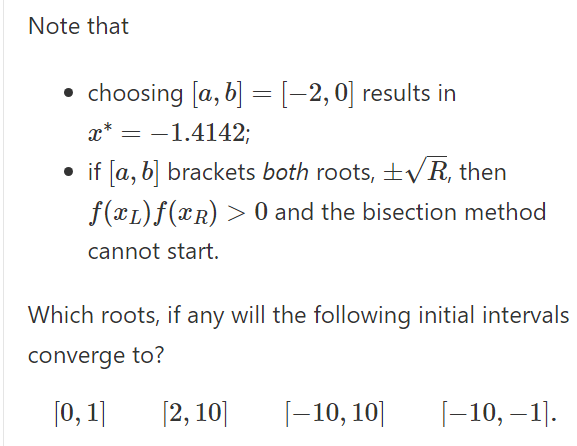 Note that
• choosing [a, b] = [−2, 0] results in
x* = −1.4142;
• if [a, b] brackets both roots, ±√R, then
f(x_L)f(x_R) > 0 and the bisection method
cannot start.
Which roots, if any will the following initial intervals
converge to?
[0, 1] [2, 10] [−10, 10] [−10, −1].